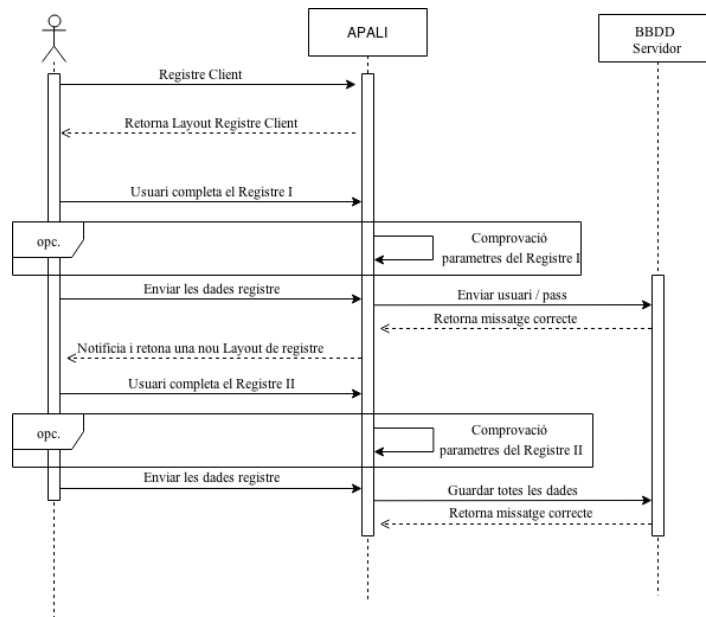 APALI
BBDD
Servidor
Registre Client
Retorna Layout Registre Client
Usuari completa el Registre I
opc.
Comprovació
parametres del Registre I
Enviar les dades registre
Enviar usuari / pass
Retorna missatge correcte
Notificia i retona una nou Layout de registre
Usuari completa el Registre II
opc.
Comprovació
parametres del Registre II
Enviar les dades registre
Guardar totes les dades
Retorna missatge correcte